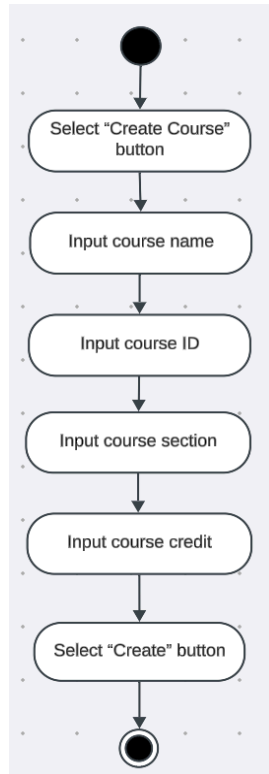 Select “Create Course”
button
Input course name
Input course ID
Input course section
Input course credit
Select “Create” button